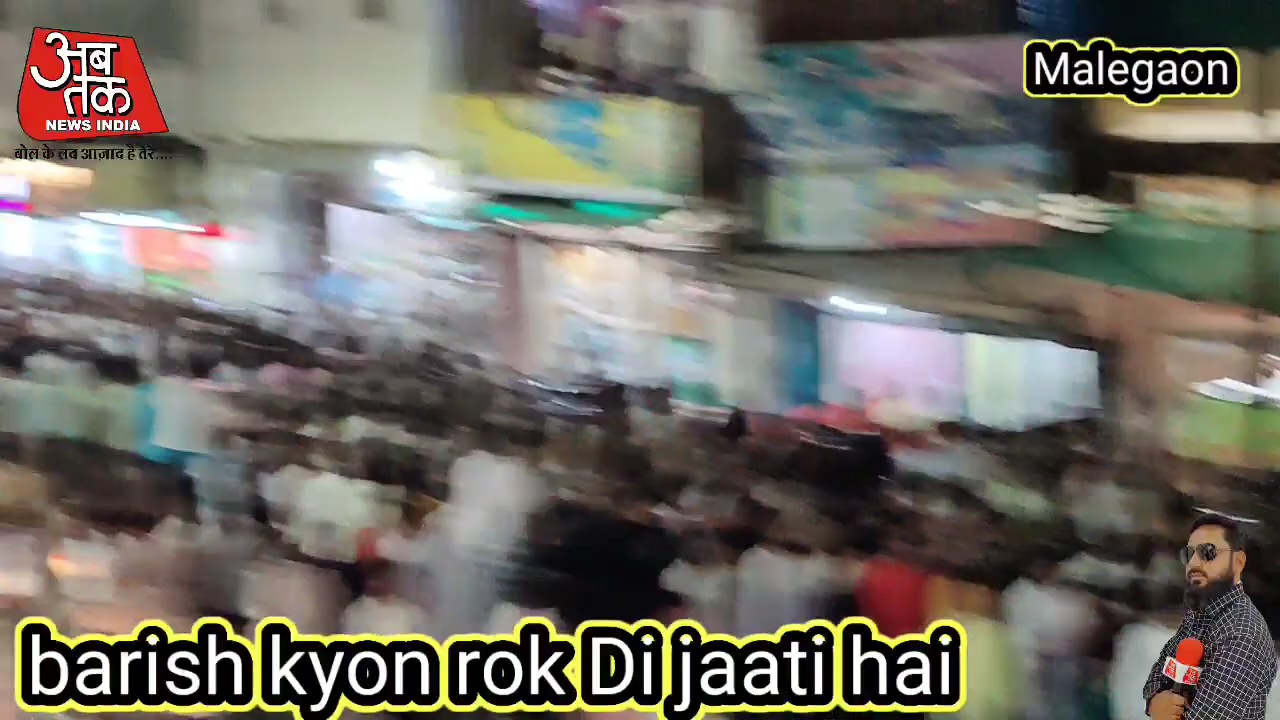 अब
तक
NEWS INDIA
बोल के लब आज़ाद है तेरे....
Malegaon
barish kyon rok Di jaati hai